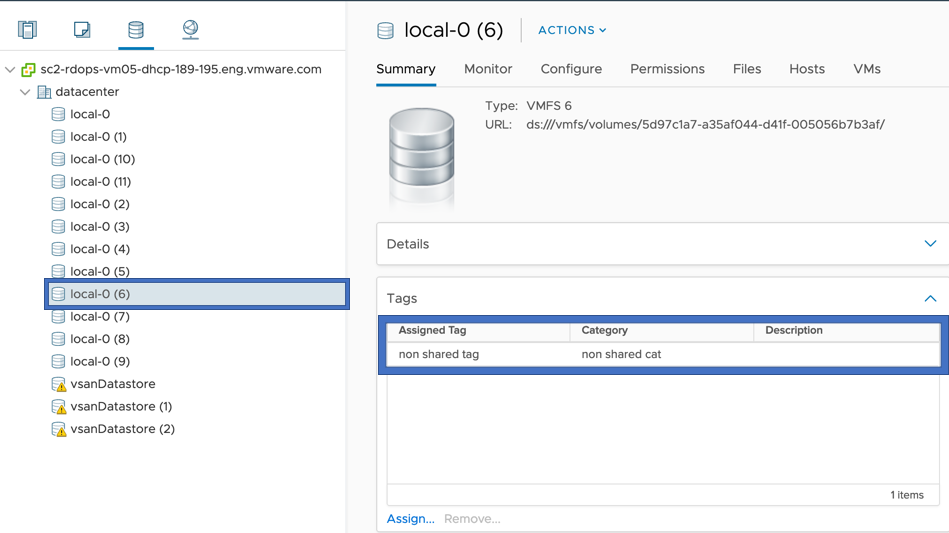 sc2-rdops-vm05-dhcp-189-195.eng.vmware.com
datacenter
local-0
local-0 (1)
local-0 (10)
local-0 (11)
local-0 (2)
local-0 (3)
local-0 (4)
local-0 (5)
local-0 (6)
local-0 (7)
local-0 (8)
local-0 (9)
vsanDatastore
vsanDatastore (1)
vsanDatastore (2)
local-0 (6) ACTIONS
Summary Monitor Configure Permissions Files Hosts VMs
Type: VMFS 6
URL: ds:///vmfs/volumes/5d97c1a7-a35af044-d41f-005056b7b3af/
Details
Tags
Assigned Tag Category Description
non shared tag non shared cat
1 items
Assign... Remove...